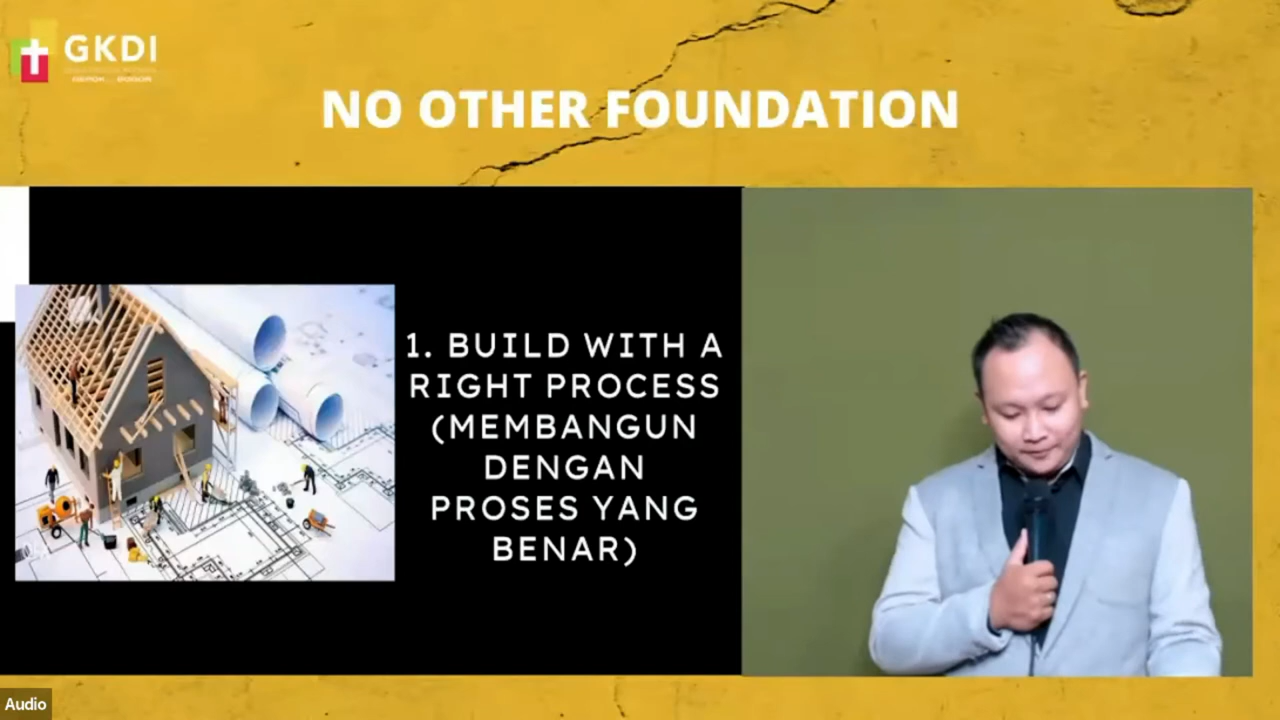 GKDI
NO OTHER FOUNDATION
1. BUILD WITH A
RIGHT PROCESS
(MEMBANGUN
DENGAN
PROSES YANG
BENAR)
Audio